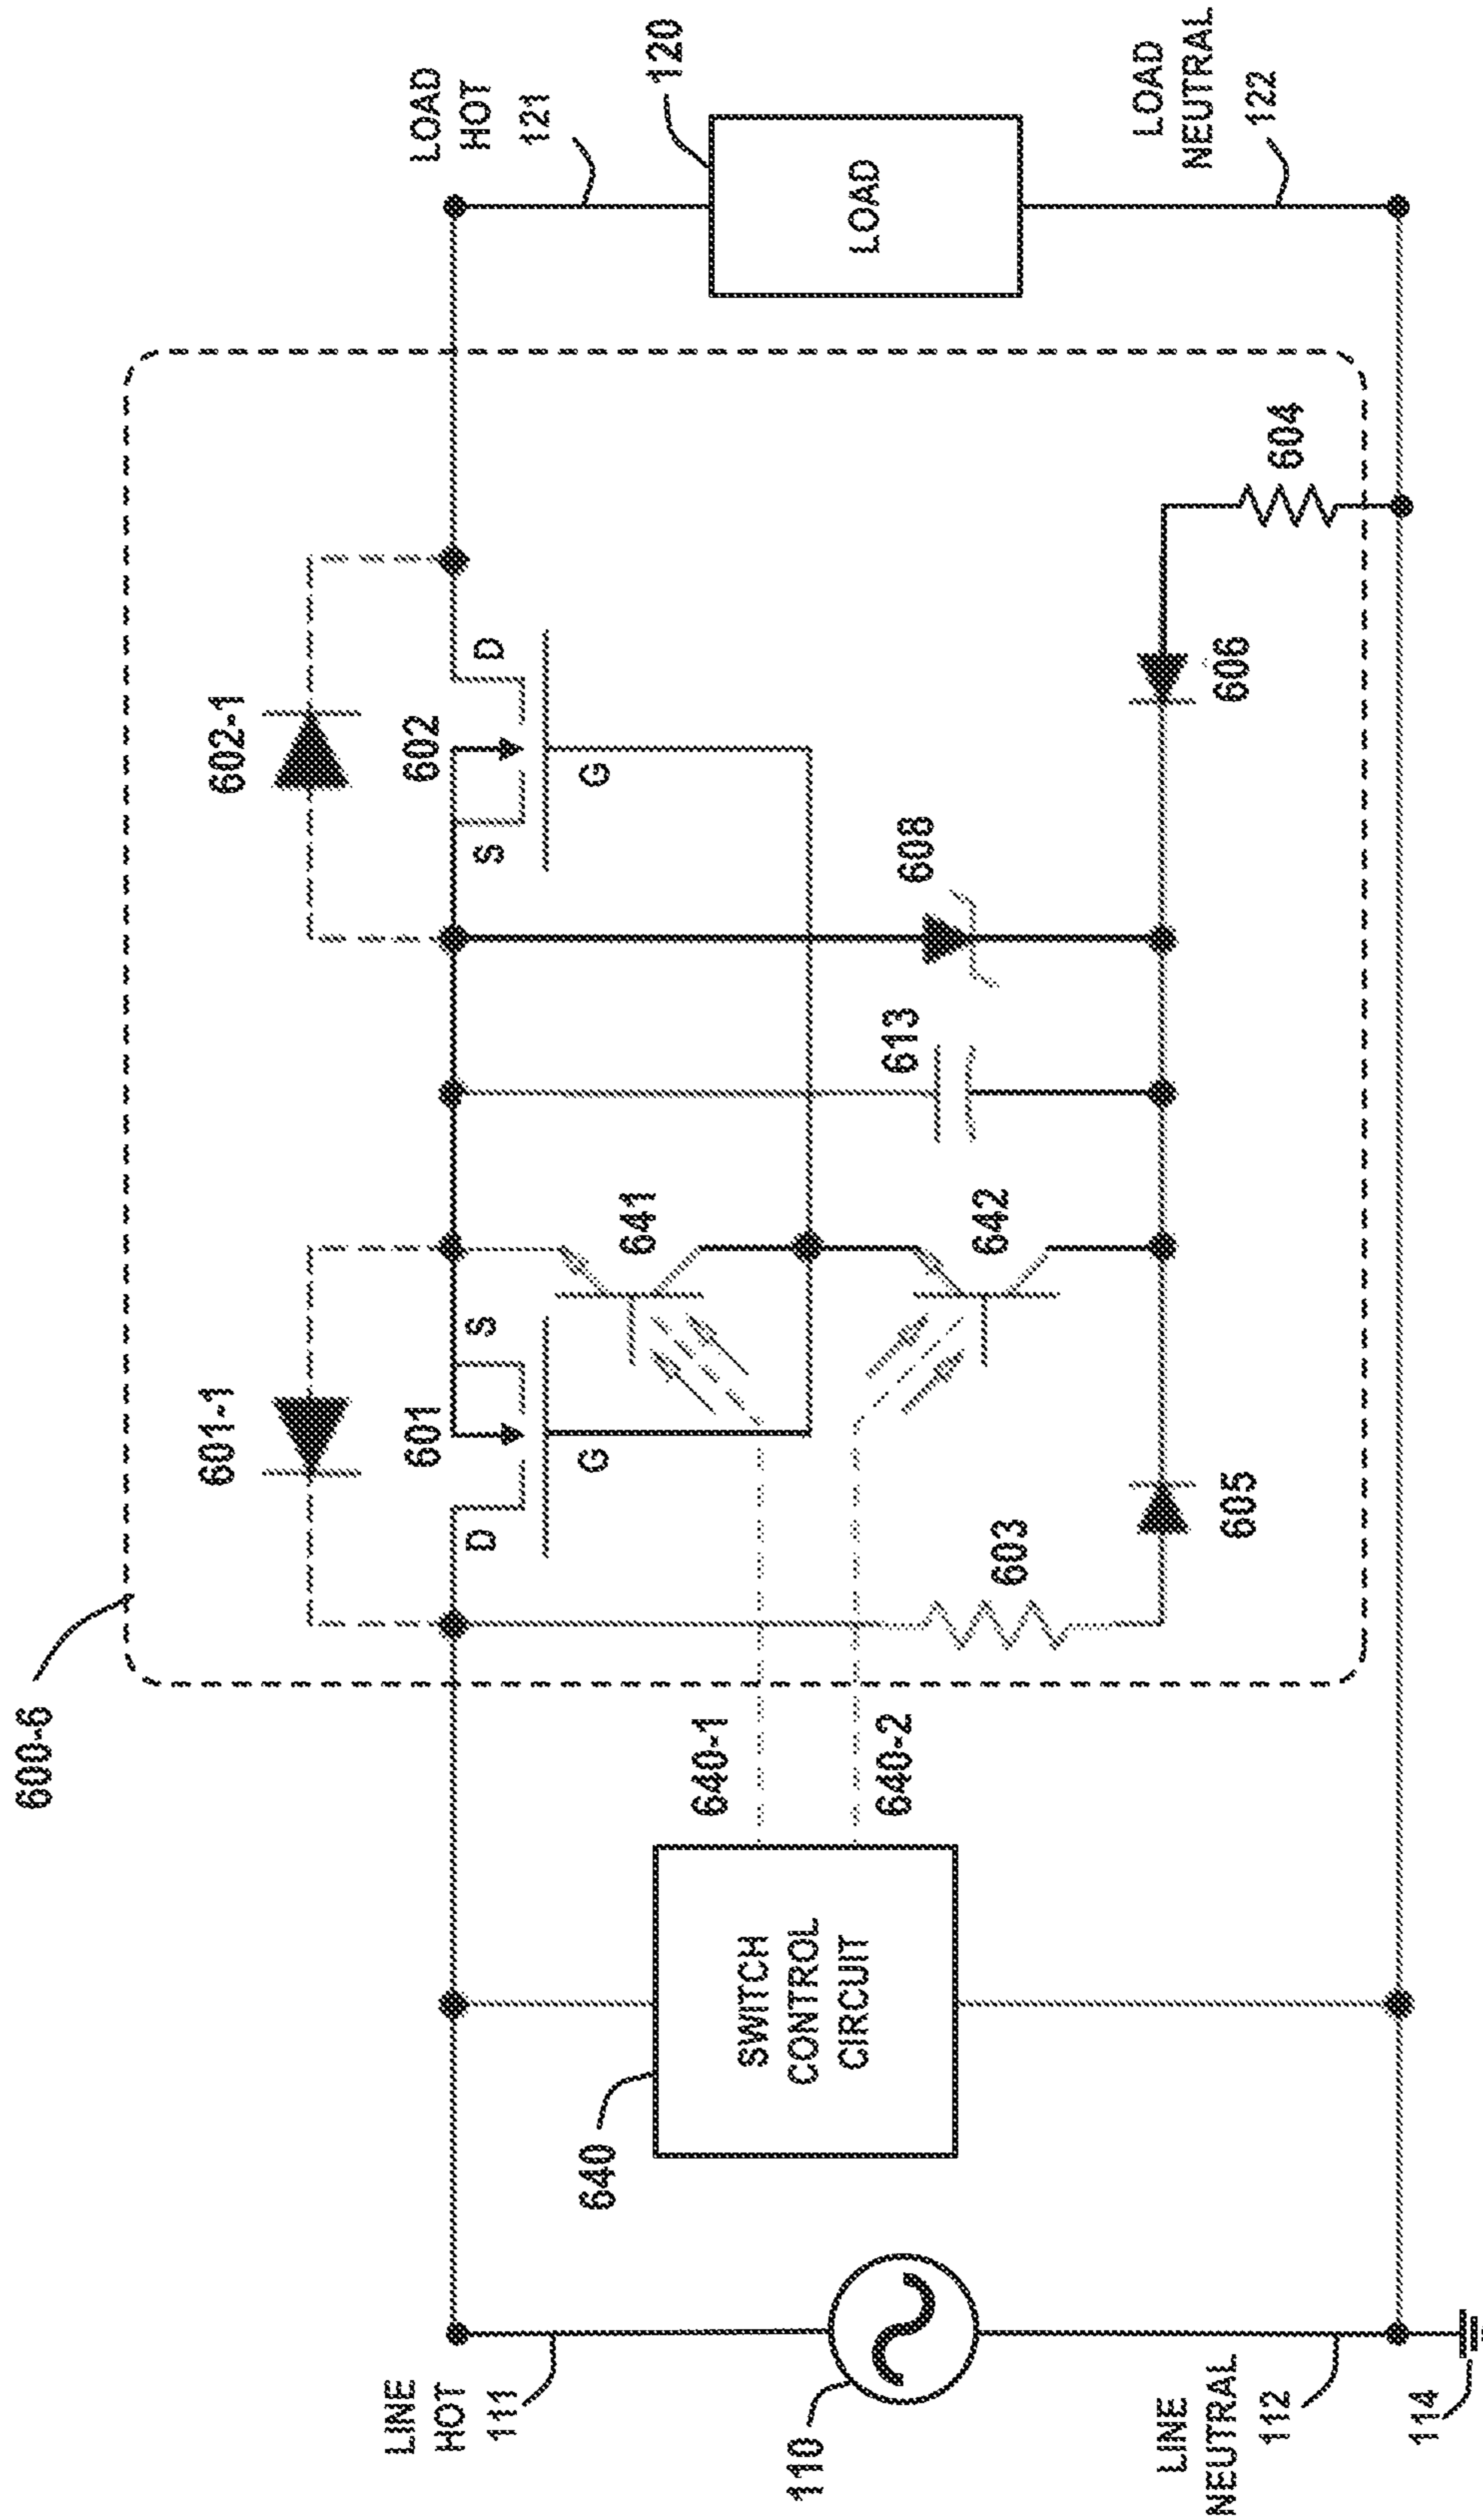 600-6
601-1
602-1
LINE
HOT
111
601
D
S
G
602
S
D
G
LOAD
HOT
121
640
SWITCH
CONTROL
CIRCUIT
640-1
640-2
641
642
613
608
120
LOAD
110
603
605
606
604
LINE
NEUTRAL
112
114
LOAD
NEUTRAL
122